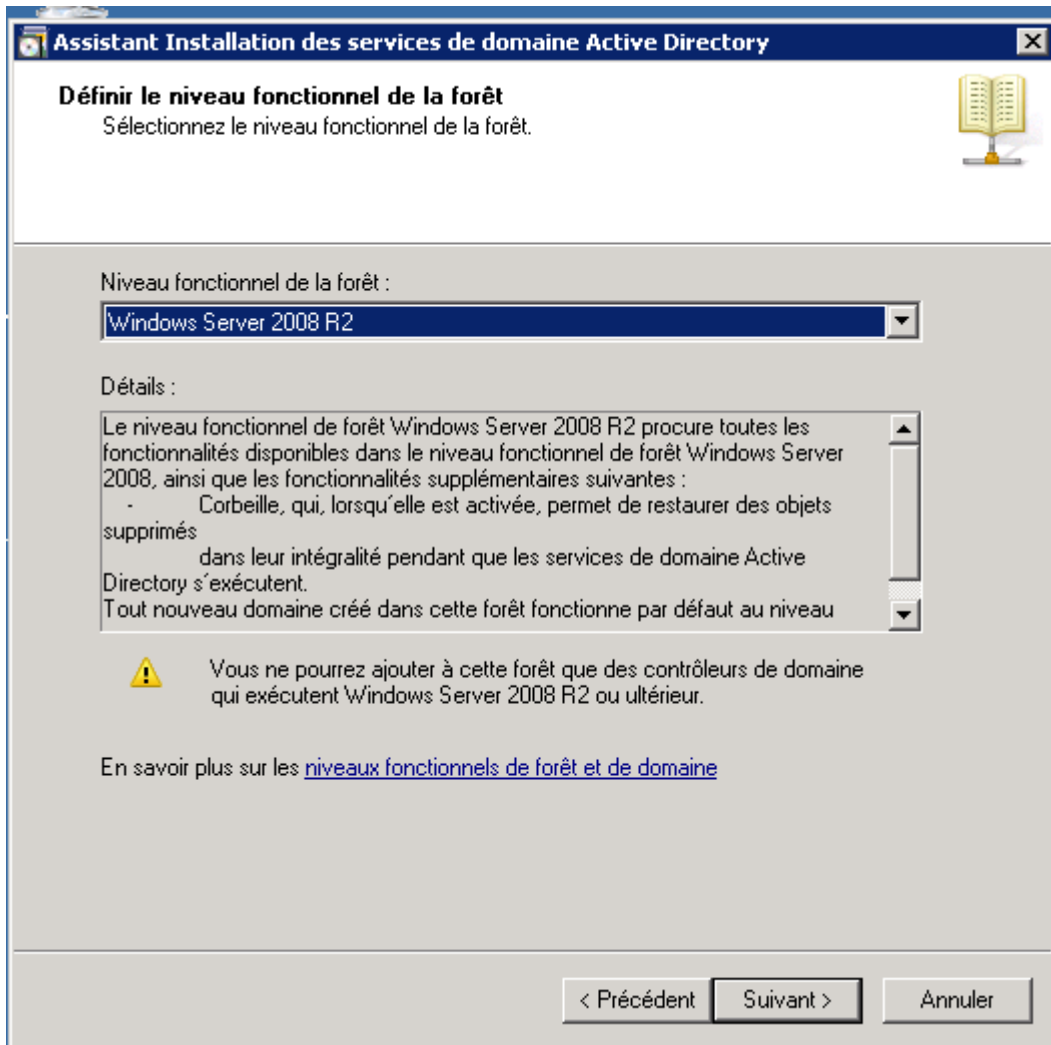 Assistant Installation des services de domaine Active Directory
Définir le niveau fonctionnel de la forêt
Sélectionnez le niveau fonctionnel de la forêt.
Niveau fonctionnel de la forêt :
Windows Server 2008 R2
Détails :
Le niveau fonctionnel de forêt Windows Server 2008 R2 procure toutes les
fonctionnalités disponibles dans le niveau fonctionnel de forêt Windows Server
2008, ainsi que les fonctionnalités supplémentaires suivantes :
- Corbeille, qui, lorsqu'elle est activée, permet de restaurer des objets
supprimés
dans leur intégralité pendant que les services de domaine Active
Directory s'exécutent.
Tout nouveau domaine créé dans cette forêt fonctionne par défaut au niveau
Vous ne pourrez ajouter à cette forêt que des contrôleurs de domaine
qui exécutent Windows Server 2008 R2 ou ultérieur.
En savoir plus sur les niveaux fonctionnels de forêt et de domaine
< Précédent Suivant > Annuler